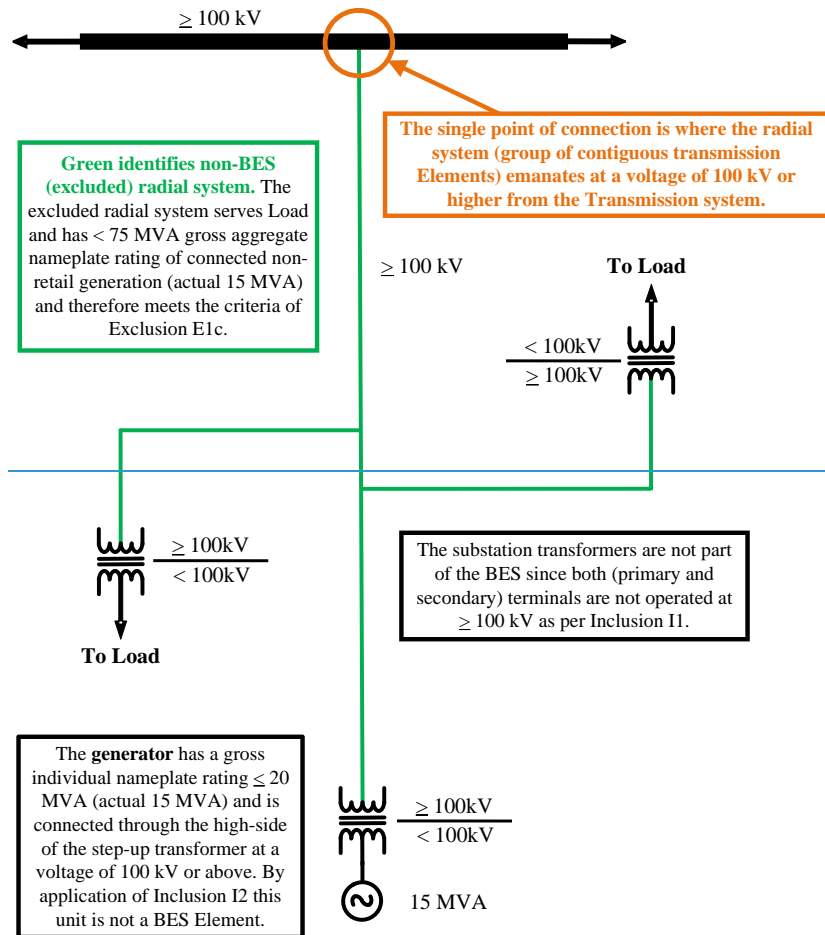 ≥ 100 kV
The single point of connection is where the radial
system (group of contiguous transmission
Elements) emanates at a voltage of 100 kV or
higher from the Transmission system.
Green identifies non-BES
(excluded) radial system. The
excluded radial system serves Load
and has < 75 MVA gross aggregate
nameplate rating of connected non-
retail generation (actual 15 MVA)
and therefore meets the criteria of
Exclusion E1c.
≥ 100 kV
To Load
< 100kV
≥ 100kV
≥ 100kV
< 100kV
To Load
The substation transformers are not part
of the BES since both (primary and
secondary) terminals are not operated at
≥ 100 kV as per Inclusion I1.
The generator has a gross
individual nameplate rating ≤ 20
MVA (actual 15 MVA) and is
connected through the high-side
of the step-up transformer at a
voltage of 100 kV or above. By
application of Inclusion I2 this
unit is not a BES Element.
≥ 100kV
< 100kV
15 MVA